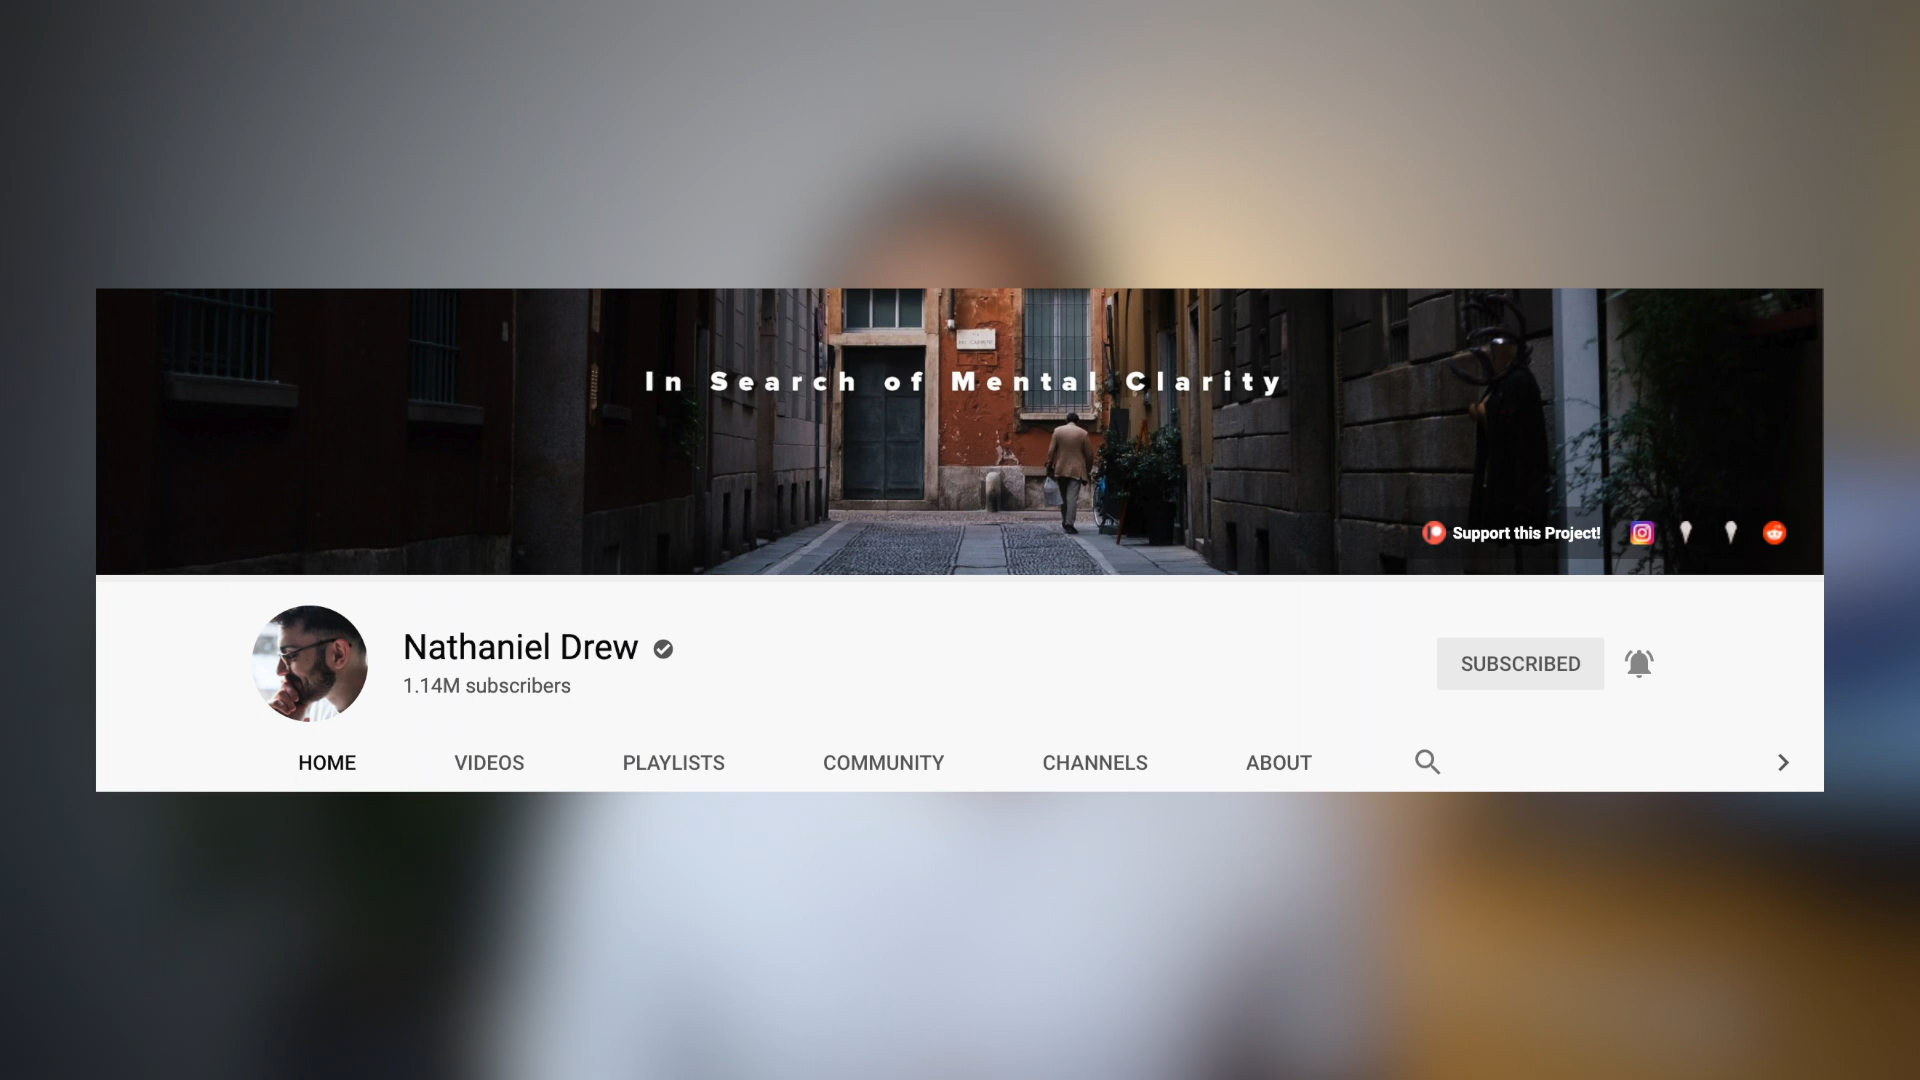 In Search of Mental Clarity
Support this Project!
Nathaniel Drew
1.14M subscribers
SUBSCRIBED
HOME VIDEOS PLAYLISTS COMMUNITY CHANNELS ABOUT